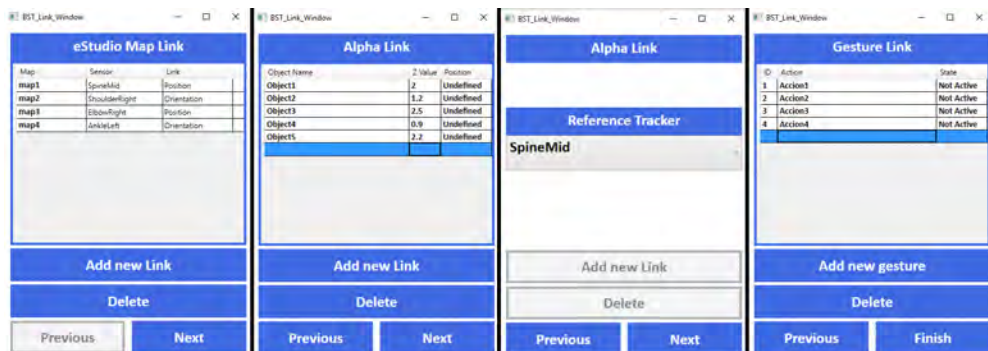 BST_Link_Window
eStudio Map Link
Map Sensor Link
map1 SpineMid Position
map2 ShoulderRight Orientation
map3 ElbowRight Position
map4 AnkleLeft Orientation
Add new Link
Delete
Previous Next
BST_Link_Window
Alpha Link
Object Name Z Value Position
Object1 2 Undefined
Object2 1.2 Undefined
Object3 2.5 Undefined
Object4 0.9 Undefined
Object5 2.2 Undefined
Add new Link
Delete
Previous Next
BST_Link_Window
Alpha Link
Reference Tracker
SpineMid
Add new Link
Delete
Previous Next
BST_Link_Window
Gesture Link
ID Action State
1 Accion1 Not Active
2 Accion2 Not Active
3 Accion3 Not Active
4 Accion4 Not Active
Add new gesture
Delete
Previous Finish